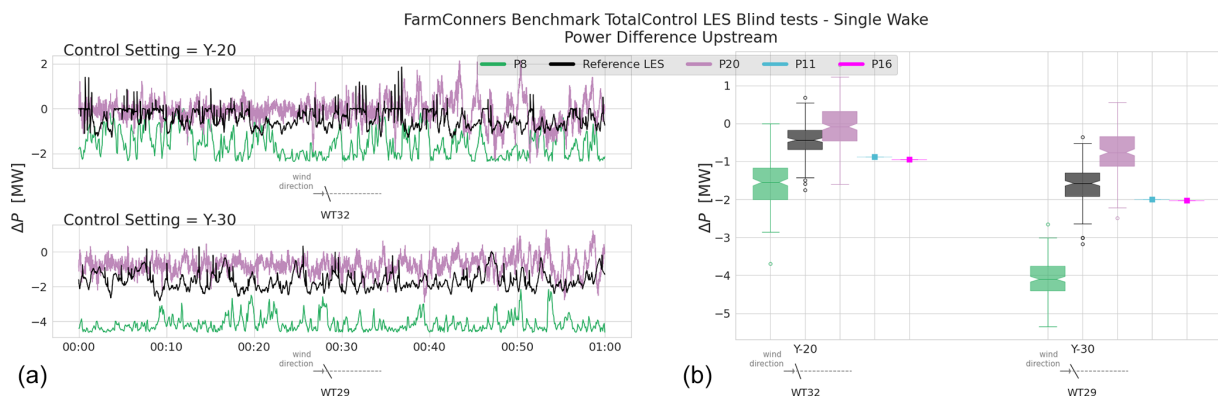 FarmConners Benchmark TotalControl LES Blind tests - Single Wake
Power Difference Upstream
Control Setting = Y-20
P8 Reference LES P20 P11 P16
2
0
−2
wind
direction
WT32
ΔP [MW]
Control Setting = Y-30
0
−2
−4
00:00 00:10 00:20 00:30 00:40 00:50 01:00
wind
direction
WT29
(a)
1
0
−1
−2
−3
−4
−5
ΔP [MW]
Y-20 Y-30
wind
direction
WT32
wind
direction
WT29
(b)